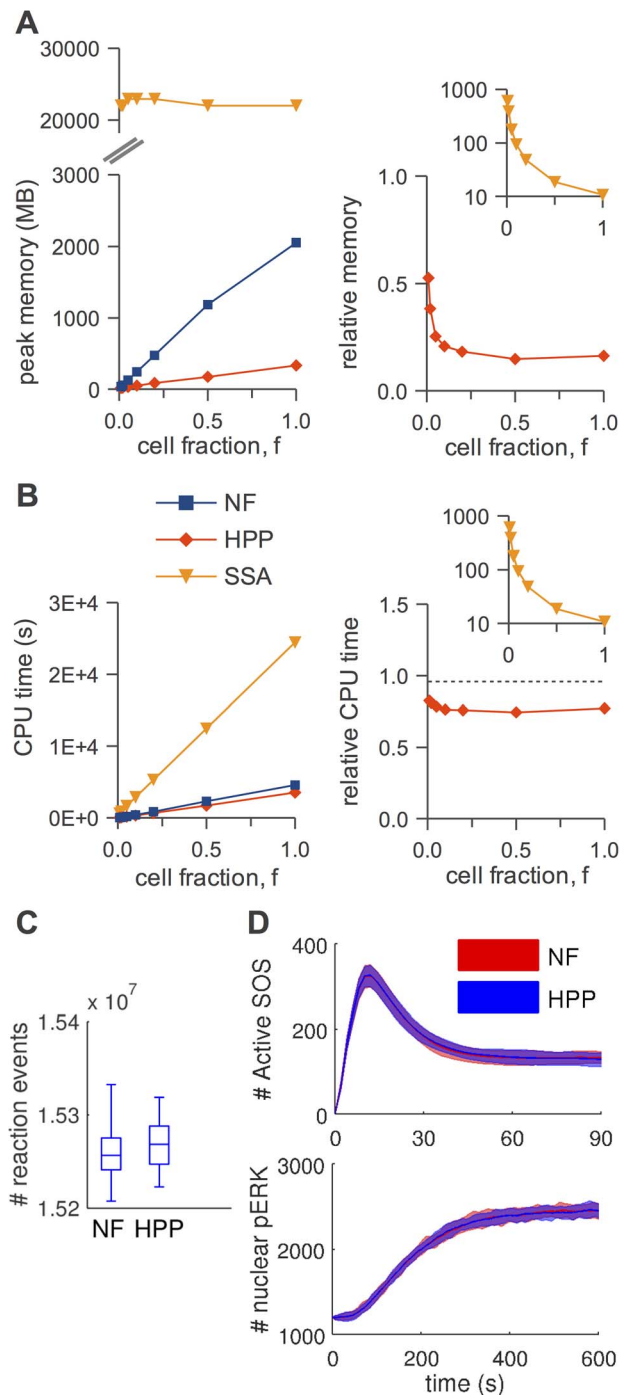 A
30000
20000
3000
2000
1000
0
peak memory (MB)
0.0 0.5 1.0
cell fraction, f
1000
100
10
0 1
1.0
0.5
0.0
relative memory
0.0 0.5 1.0
cell fraction, f
B
NF
HPP
SSA
3E+4
2E+4
1E+4
0E+0
CPU time (s)
0.0 0.5 1.0
cell fraction, f
1000
100
10
0 1
1.5
1.0
0.5
0.0
relative CPU time
0.0 0.5 1.0
cell fraction, f
C
x 10^7
1.54
1.53
1.52
# reaction events
NF HPP
D
400
200
0
# Active SOS
NF
HPP
0 30 60 90
3000
2000
1000
# nuclear pERK
0 200 400 600
time (s)